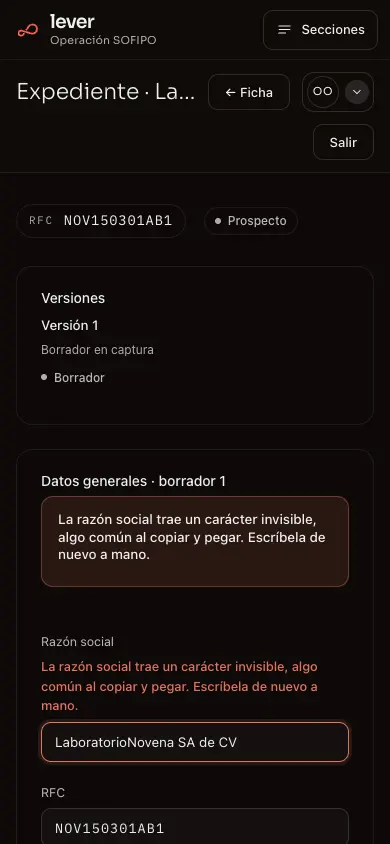 lever
Operación SOFIPO
Secciones
Expediente · La...
← Ficha
OO
Salir
RFC NOV150301AB1
Prospecto
Versiones
Versión 1
Borrador en captura
Borrador
Datos generales · borrador 1
La razón social trae un carácter invisible,
algo común al copiar y pegar. Escríbela de
nuevo a mano.
Razón social
La razón social trae un carácter invisible, algo
común al copiar y pegar. Escríbela de nuevo a
mano.
LaboratorioNovena SA de CV
RFC
NOV150301AB1